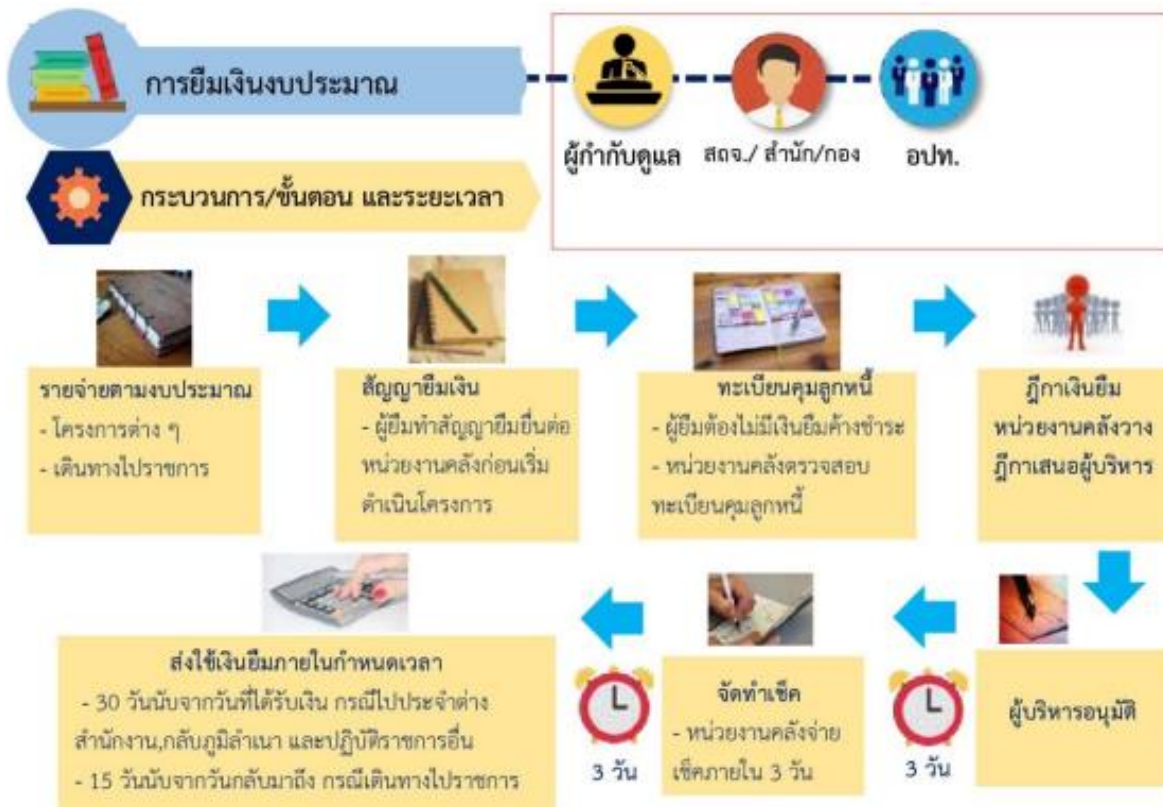 การยืมเงินงบประมาณ
ผู้กำกับดูแล
สถจ./ สำนัก/กอง
อปท.
กระบวนการ/ขั้นตอน และระยะเวลา
รายจ่ายตามงบประมาณ
- โครงการต่าง ๆ
- เดินทางไปราชการ
สัญญายืมเงิน
- ผู้ยืมทำสัญญายืมยื่นต่อ
หน่วยงานคลังก่อนเริ่ม
ดำเนินโครงการ
ทะเบียนคุมลูกหนี้
- ผู้ยืมต้องไม่มีเงินยืมค้างชำระ
- หน่วยงานคลังตรวจสอบ
ทะเบียนคุมลูกหนี้
ฎีกาเงินยืม
หน่วยงานคลังวาง
ฎีกาเสนอผู้บริหาร
ผู้บริหารอนุมัติ
3 วัน
จัดทำเช็ค
- หน่วยงานคลังจ่าย
เช็คภายใน 3 วัน
3 วัน
ส่งใช้เงินยืมภายในกำหนดเวลา
- 30 วันนับจากวันที่ได้รับเงิน กรณีไปประจำต่าง
สำนักงาน,กลับภูมิลำเนา และปฏิบัติราชการอื่น
- 15 วันนับจากวันกลับมาถึง กรณีเดินทางไปราชการ